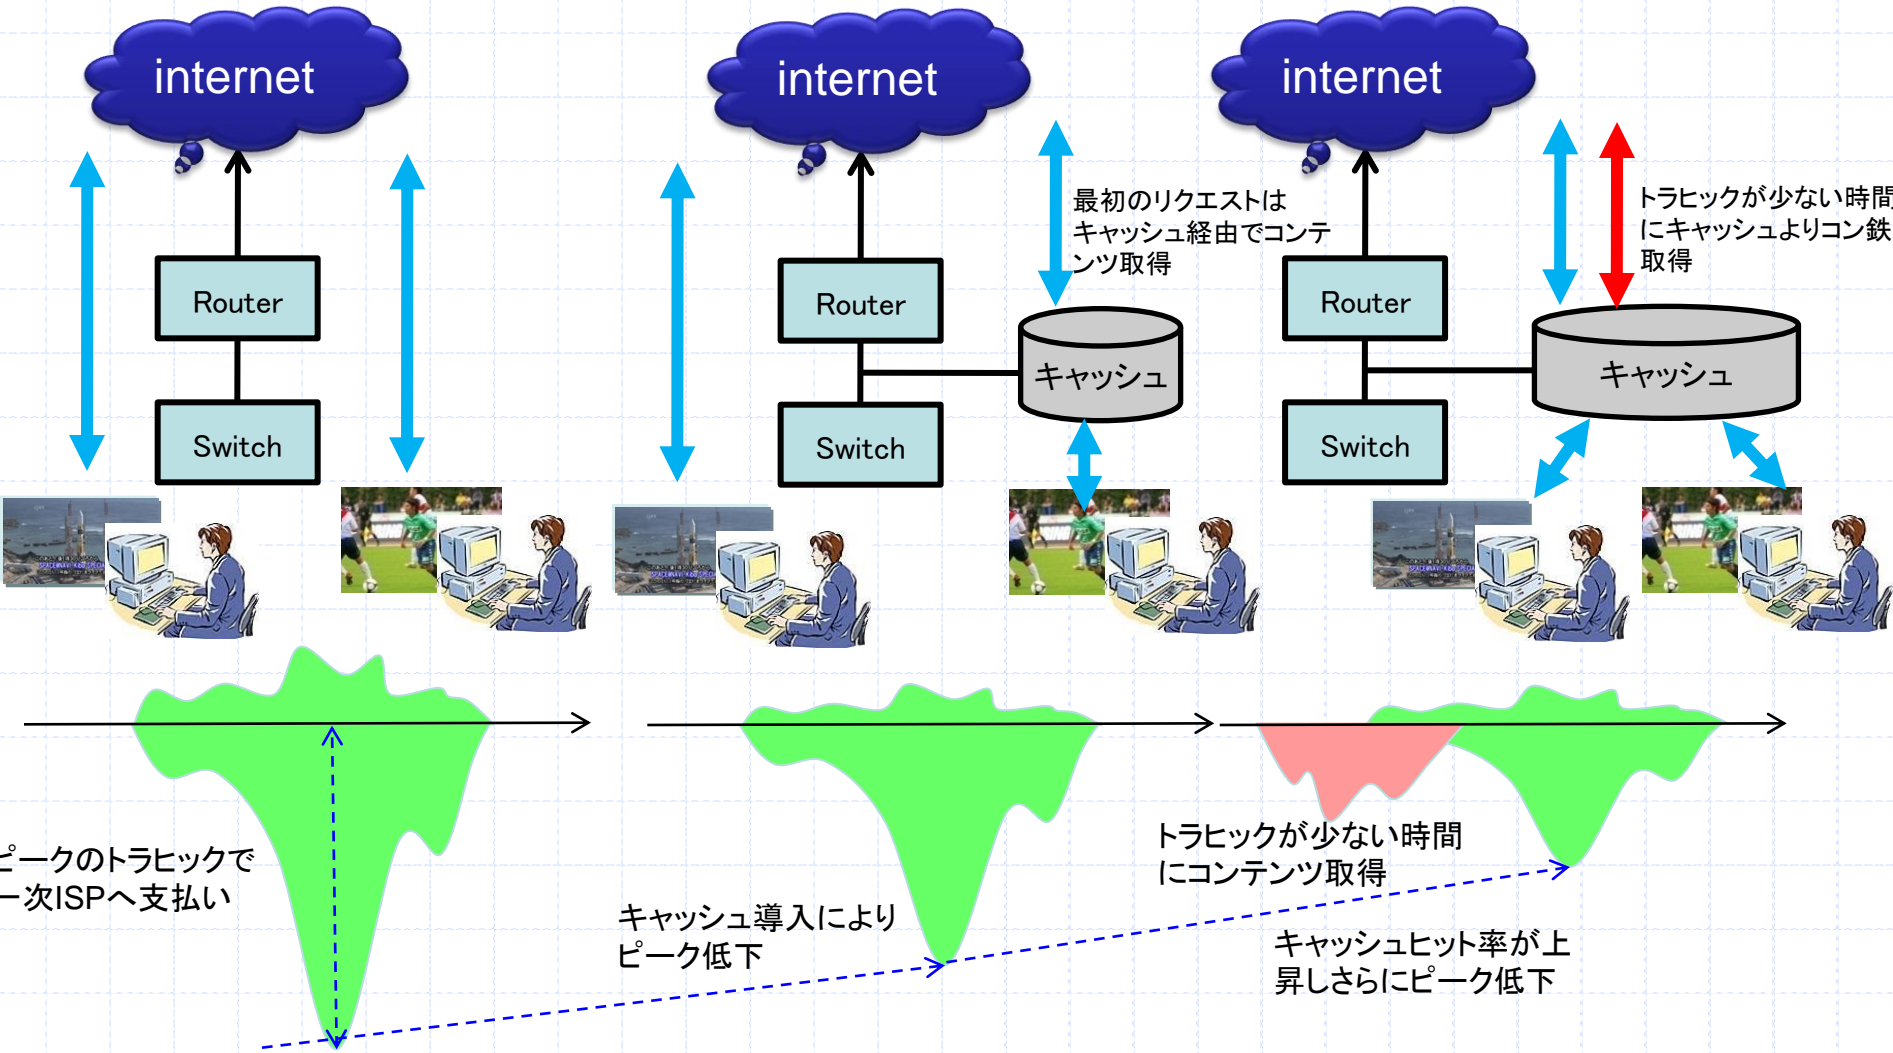 internet
internet
internet
最初のリクエストは
キャッシュ経由でコンテ
ンツ取得
トラヒックが少ない時間
にキャッシュよりコン鉄
取得
Router
Router
Router
キャッシュ
キャッシュ
Switch
Switch
Switch
ピークのトラヒックで
一次ISPへ支払い
キャッシュ導入により
ピーク低下
トラヒックが少ない時間
にコンテンツ取得
キャッシュヒット率が上
昇しさらにピーク低下